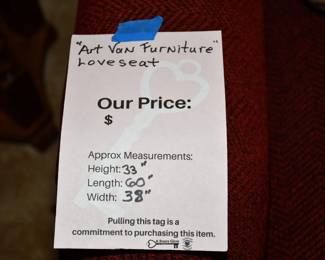 "Art Van Furniture"
Loveseat
Our Price:
$
Approx Measurements:
Height: 33"
Length: 60"
Width: 38"
Pulling this tag is a
commitment to purchasing this item.